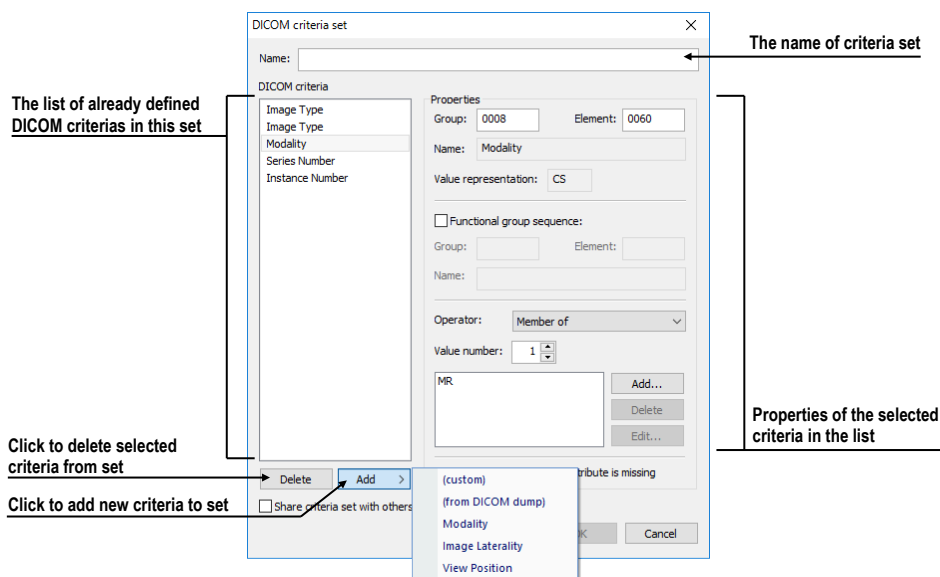 DICOM criteria set
Name:
The name of criteria set
DICOM criteria
The list of already defined
DICOM criterias in this set
Image Type
Image Type
Modality
Series Number
Instance Number
Properties
Group: 0008 Element: 0060
Name: Modality
Value representation: CS
Functional group sequence:
Group: Element:
Name:
Operator: Member of
Value number: 1
MR
Add...
Delete
Edit...
Properties of the selected
criteria in the list
Click to delete selected
criteria from set
Click to add new criteria to set
Delete Add >
tribute is missing
Share criteria set with others
(custom)
(from DICOM dump)
Modality
Image Laterality
View Position
Cancel